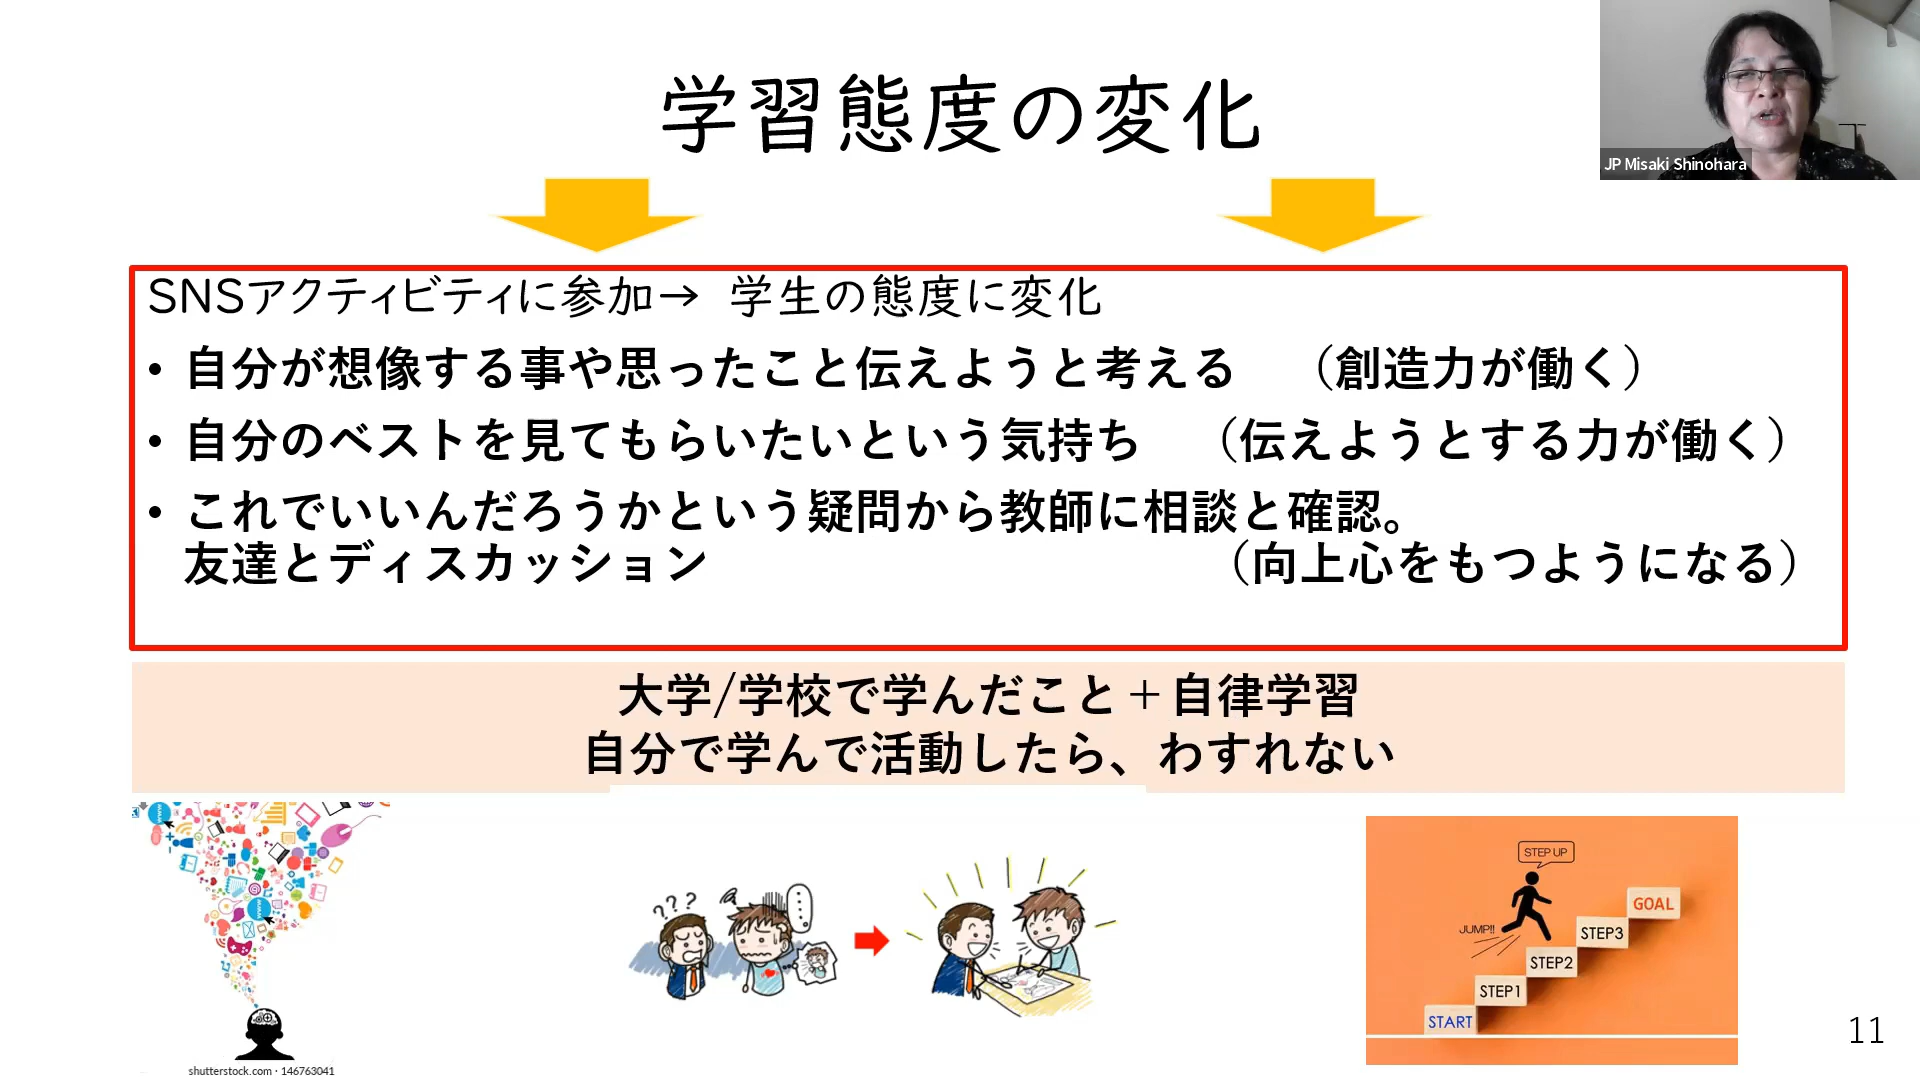 学習態度の変化
JP Misaki Shinohara
SNSアクティビティに参加→ 学生の態度に変化
• 自分が想像する事や思ったこと伝えようと考える （創造力が働く）
• 自分のベストを見てもらいたいという気持ち （伝えようとする力が働く）
• これでいいんだろうかという疑問から教師に相談と確認。
友達とディスカッション （向上心をもつようになる）
大学/学校で学んだこと＋自律学習
自分で学んで活動したら、わすれない
???
STEP UP
JUMP!!
GOAL
STEP3
STEP2
STEP1
START
shutterstock.com · 146763041
11